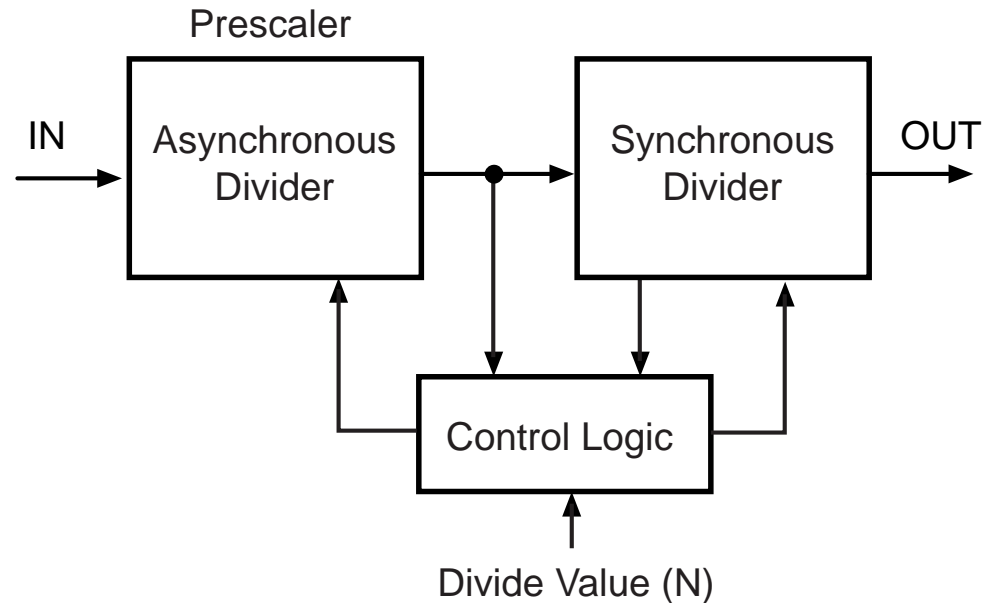 Prescaler
IN
Asynchronous
Divider
Synchronous
Divider
OUT
Control Logic
Divide Value (N)